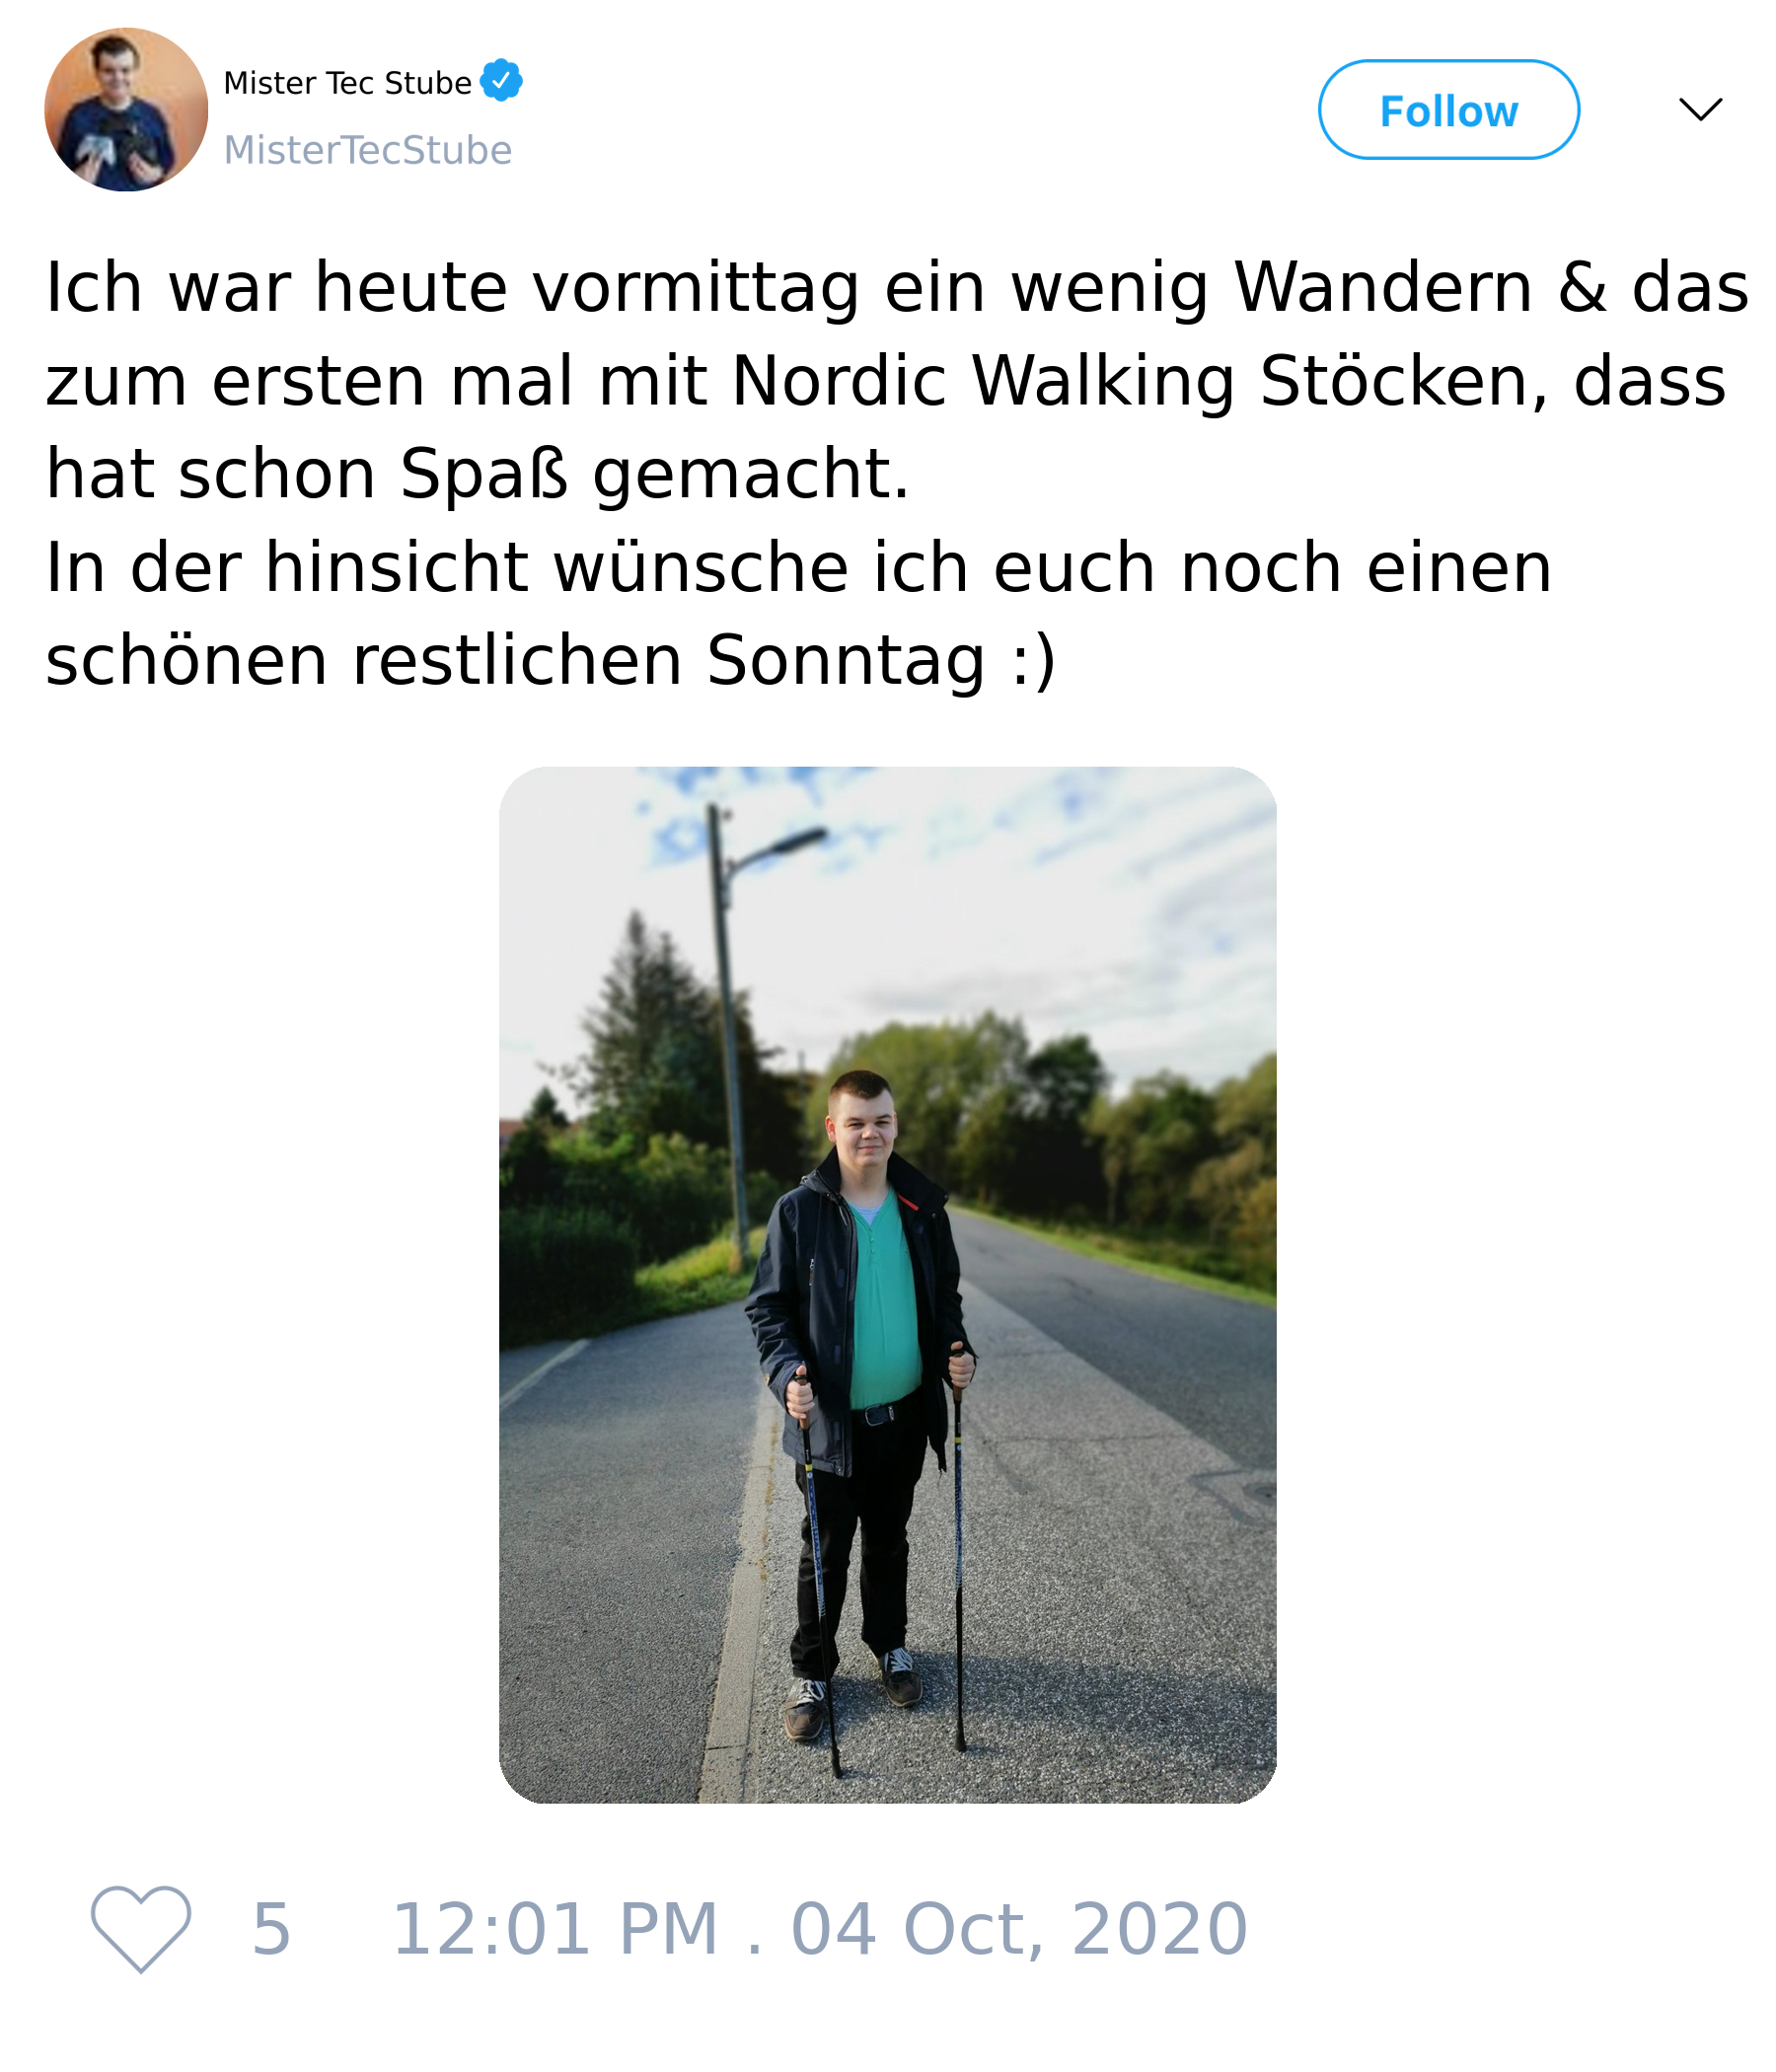 Mister Tec Stube
MisterTecStube
Follow
Ich war heute vormittag ein wenig Wandern & das
zum ersten mal mit Nordic Walking Stöcken, dass
hat schon Spaß gemacht.
In der hinsicht wünsche ich euch noch einen
schönen restlichen Sonntag :)
5 12:01 PM . 04 Oct, 2020